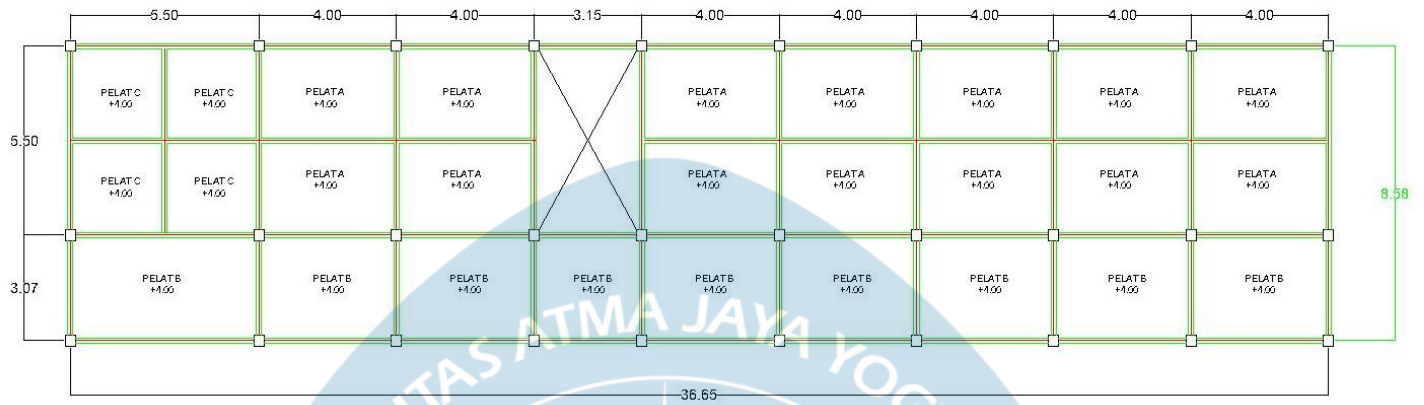 5.50 4.00 4.00 3.15 4.00 4.00 4.00 4.00 4.00
PELAT C PELAT C PELAT A PELAT A PELAT A PELAT A PELAT A PELAT A PELAT A
+4.00 +4.00 +4.00 +4.00 +4.00 +4.00 +4.00 +4.00 +4.00
5.50
PELAT C PELAT C PELAT A PELAT A PELAT A PELAT A PELAT A PELAT A PELAT A
+4.00 +4.00 +4.00 +4.00 +4.00 +4.00 +4.00 +4.00 +4.00
8.58
PELAT B PELAT B PELAT B PELAT B PELAT B PELAT B PELAT B PELAT B PELAT B
+4.00 +4.00 +4.00 +4.00 +4.00 +4.00 +4.00 +4.00 +4.00
3.07
ITAS ATMA JAYA YOG
36.65